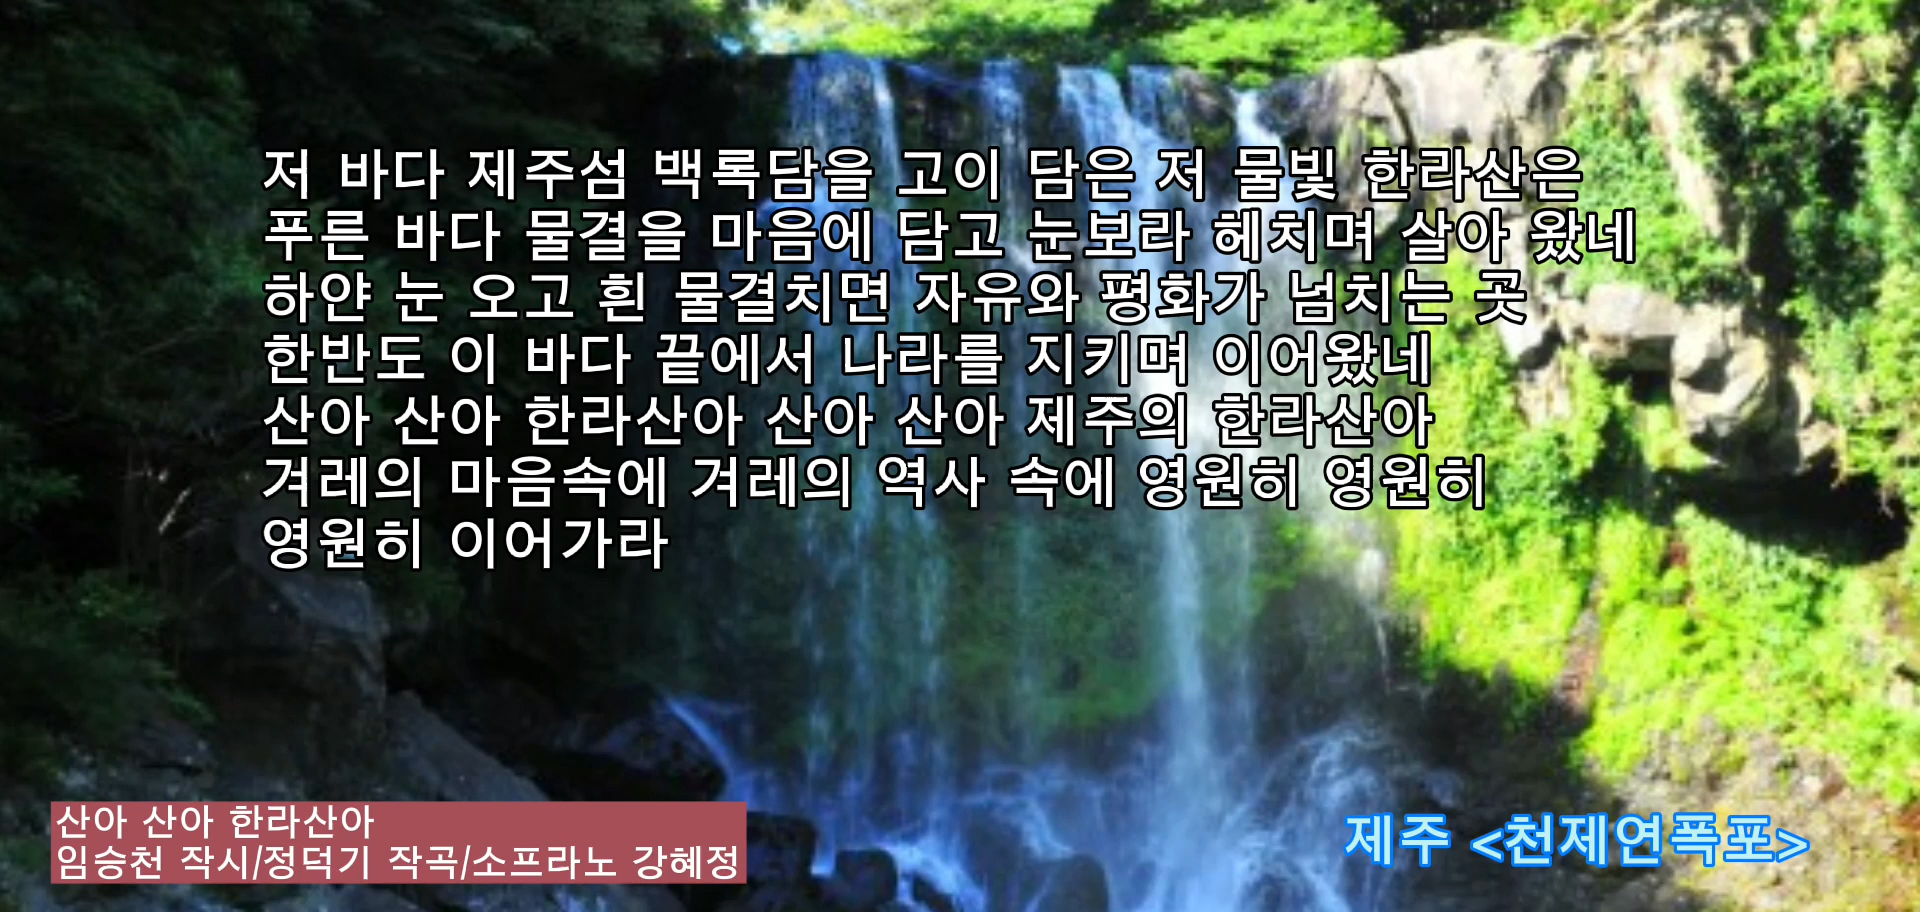 저 바다 제주섬 백록담을 고이 담은 저 물빛 한라산은
푸른 바다 물결을 마음에 담고 눈보라 헤치며 살아 왔네
하얀 눈 오고 흰 물결치면 자유와 평화가 넘치는 곳
한반도 이 바다 끝에서 나라를 지키며 이어왔네
산아 산아 한라산아 산아 산아 제주의 한라산아
겨레의 마음속에 겨레의 역사 속에 영원히 영원히
영원히 이어가라
산아 산아 한라산아
임승천 작시/정덕기 작곡/소프라노 강혜정
제주 <천제연폭포>